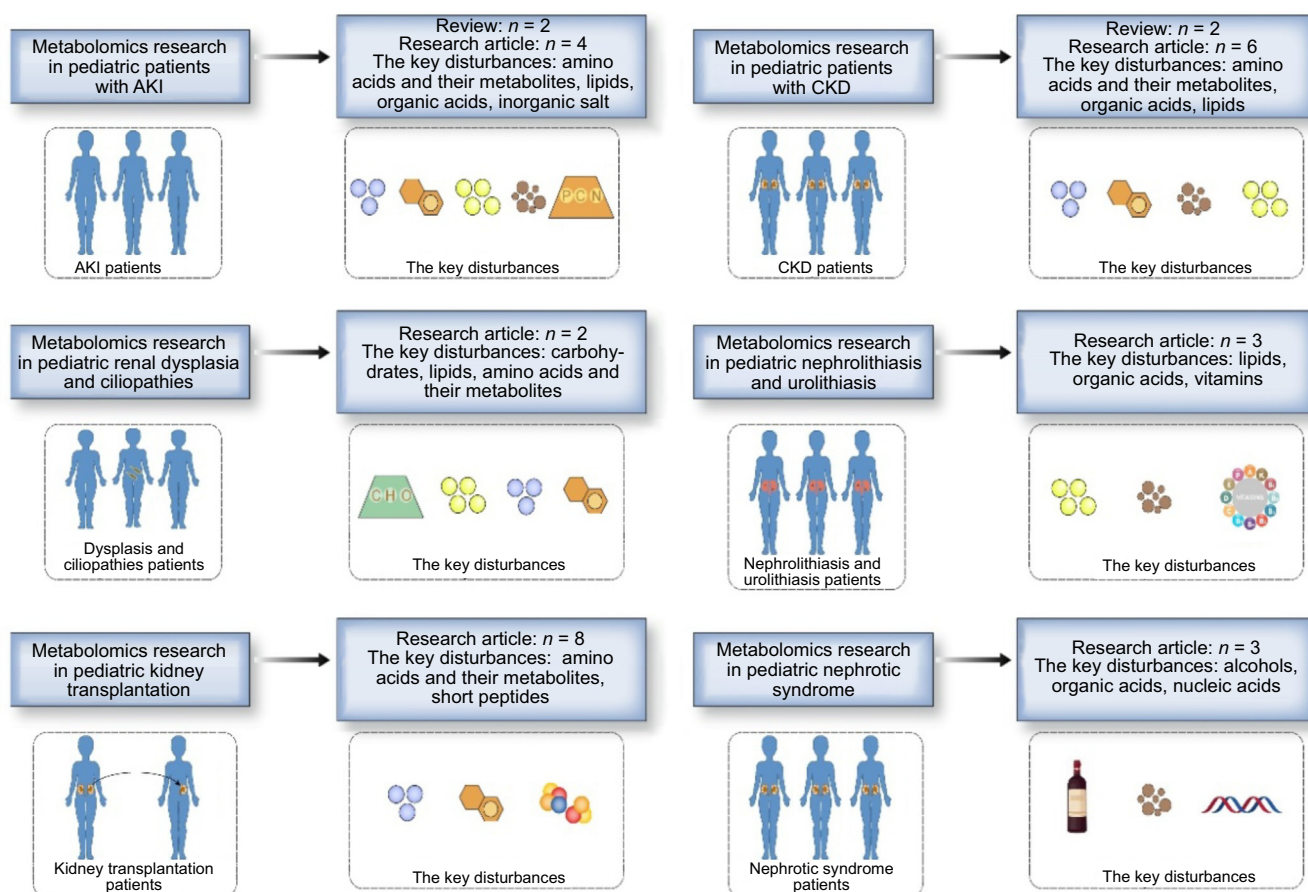 Metabolomics research
in pediatric patients
with AKI
Review: n = 2
Research article: n = 4
The key disturbances: amino
acids and their metabolites, lipids,
organic acids, inorganic salt
AKI patients
P C N
The key disturbances
Metabolomics research
in pediatric patients
with CKD
Review: n = 2
Research article: n = 6
The key disturbances: amino
acids and their metabolites,
organic acids, lipids
CKD patients
The key disturbances
Metabolomics research
in pediatric renal dysplasia
and ciliopathies
Research article: n = 2
The key disturbances: carbohy-
drates, lipids, amino acids and
their metabolites
Dysplasis and
ciliopathies patients
C H O
The key disturbances
Metabolomics research
in pediatric nephrolithiasis
and urolithiasis
Research article: n = 3
The key disturbances: lipids,
organic acids, vitamins
Nephrolithiasis and
urolithiasis patients
The key disturbances
Metabolomics research
in pediatric kidney
transplantation
Research article: n = 8
The key disturbances: amino
acids and their metabolites,
short peptides
Kidney transplantation
patients
The key disturbances
Metabolomics research
in pediatric nephrotic
syndrome
Research article: n = 3
The key disturbances: alcohols,
organic acids, nucleic acids
Nephrotic syndrome
patients
The key disturbances